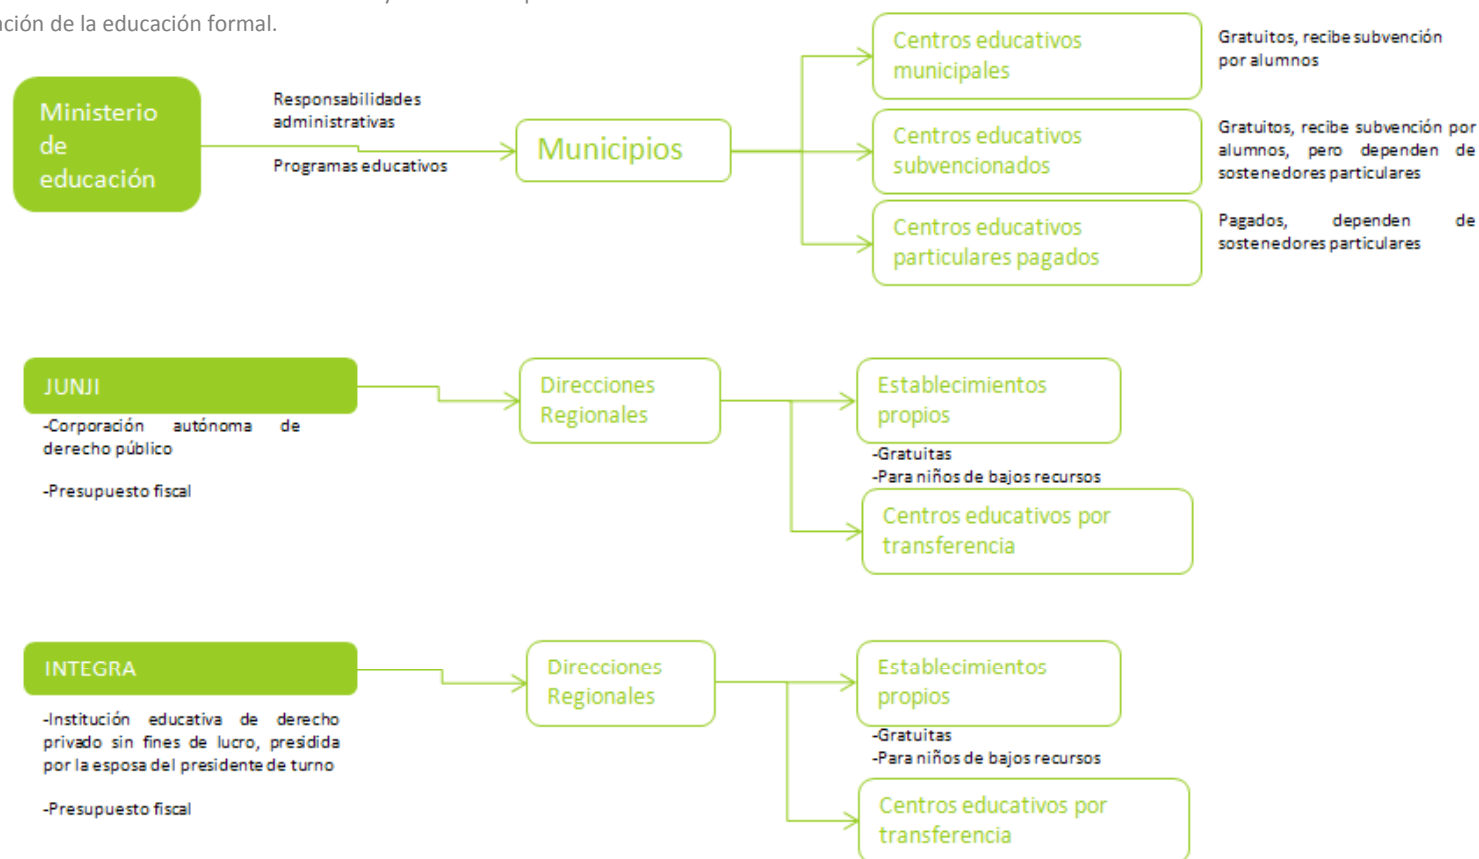 ación de la educación formal.
Ministerio
de
educación
Responsabilidades
administrativas
Programas educativos
Municipios
Centros educativos
municipales
Gratuitos, recibe subvención
por alumnos
Centros educativos
subvencionados
Gratuitos, recibe subvención por
alumnos, pero dependen de
sostenedores particulares
Centros educativos
particulares pagados
Pagados, dependen de
sostenedores particulares
JUNJI
-Corporación autónoma de
derecho público
-Presupuesto fiscal
Direcciones
Regionales
Establecimientos
propios
-Gratuitas
-Para niños de bajos recursos
Centros educativos por
transferencia
INTEGRA
-Institución educativa de derecho
privado sin fines de lucro, presidida
por la esposa del presidente de turno
-Presupuesto fiscal
Direcciones
Regionales
Establecimientos
propios
-Gratuitas
-Para niños de bajos recursos
Centros educativos por
transferencia